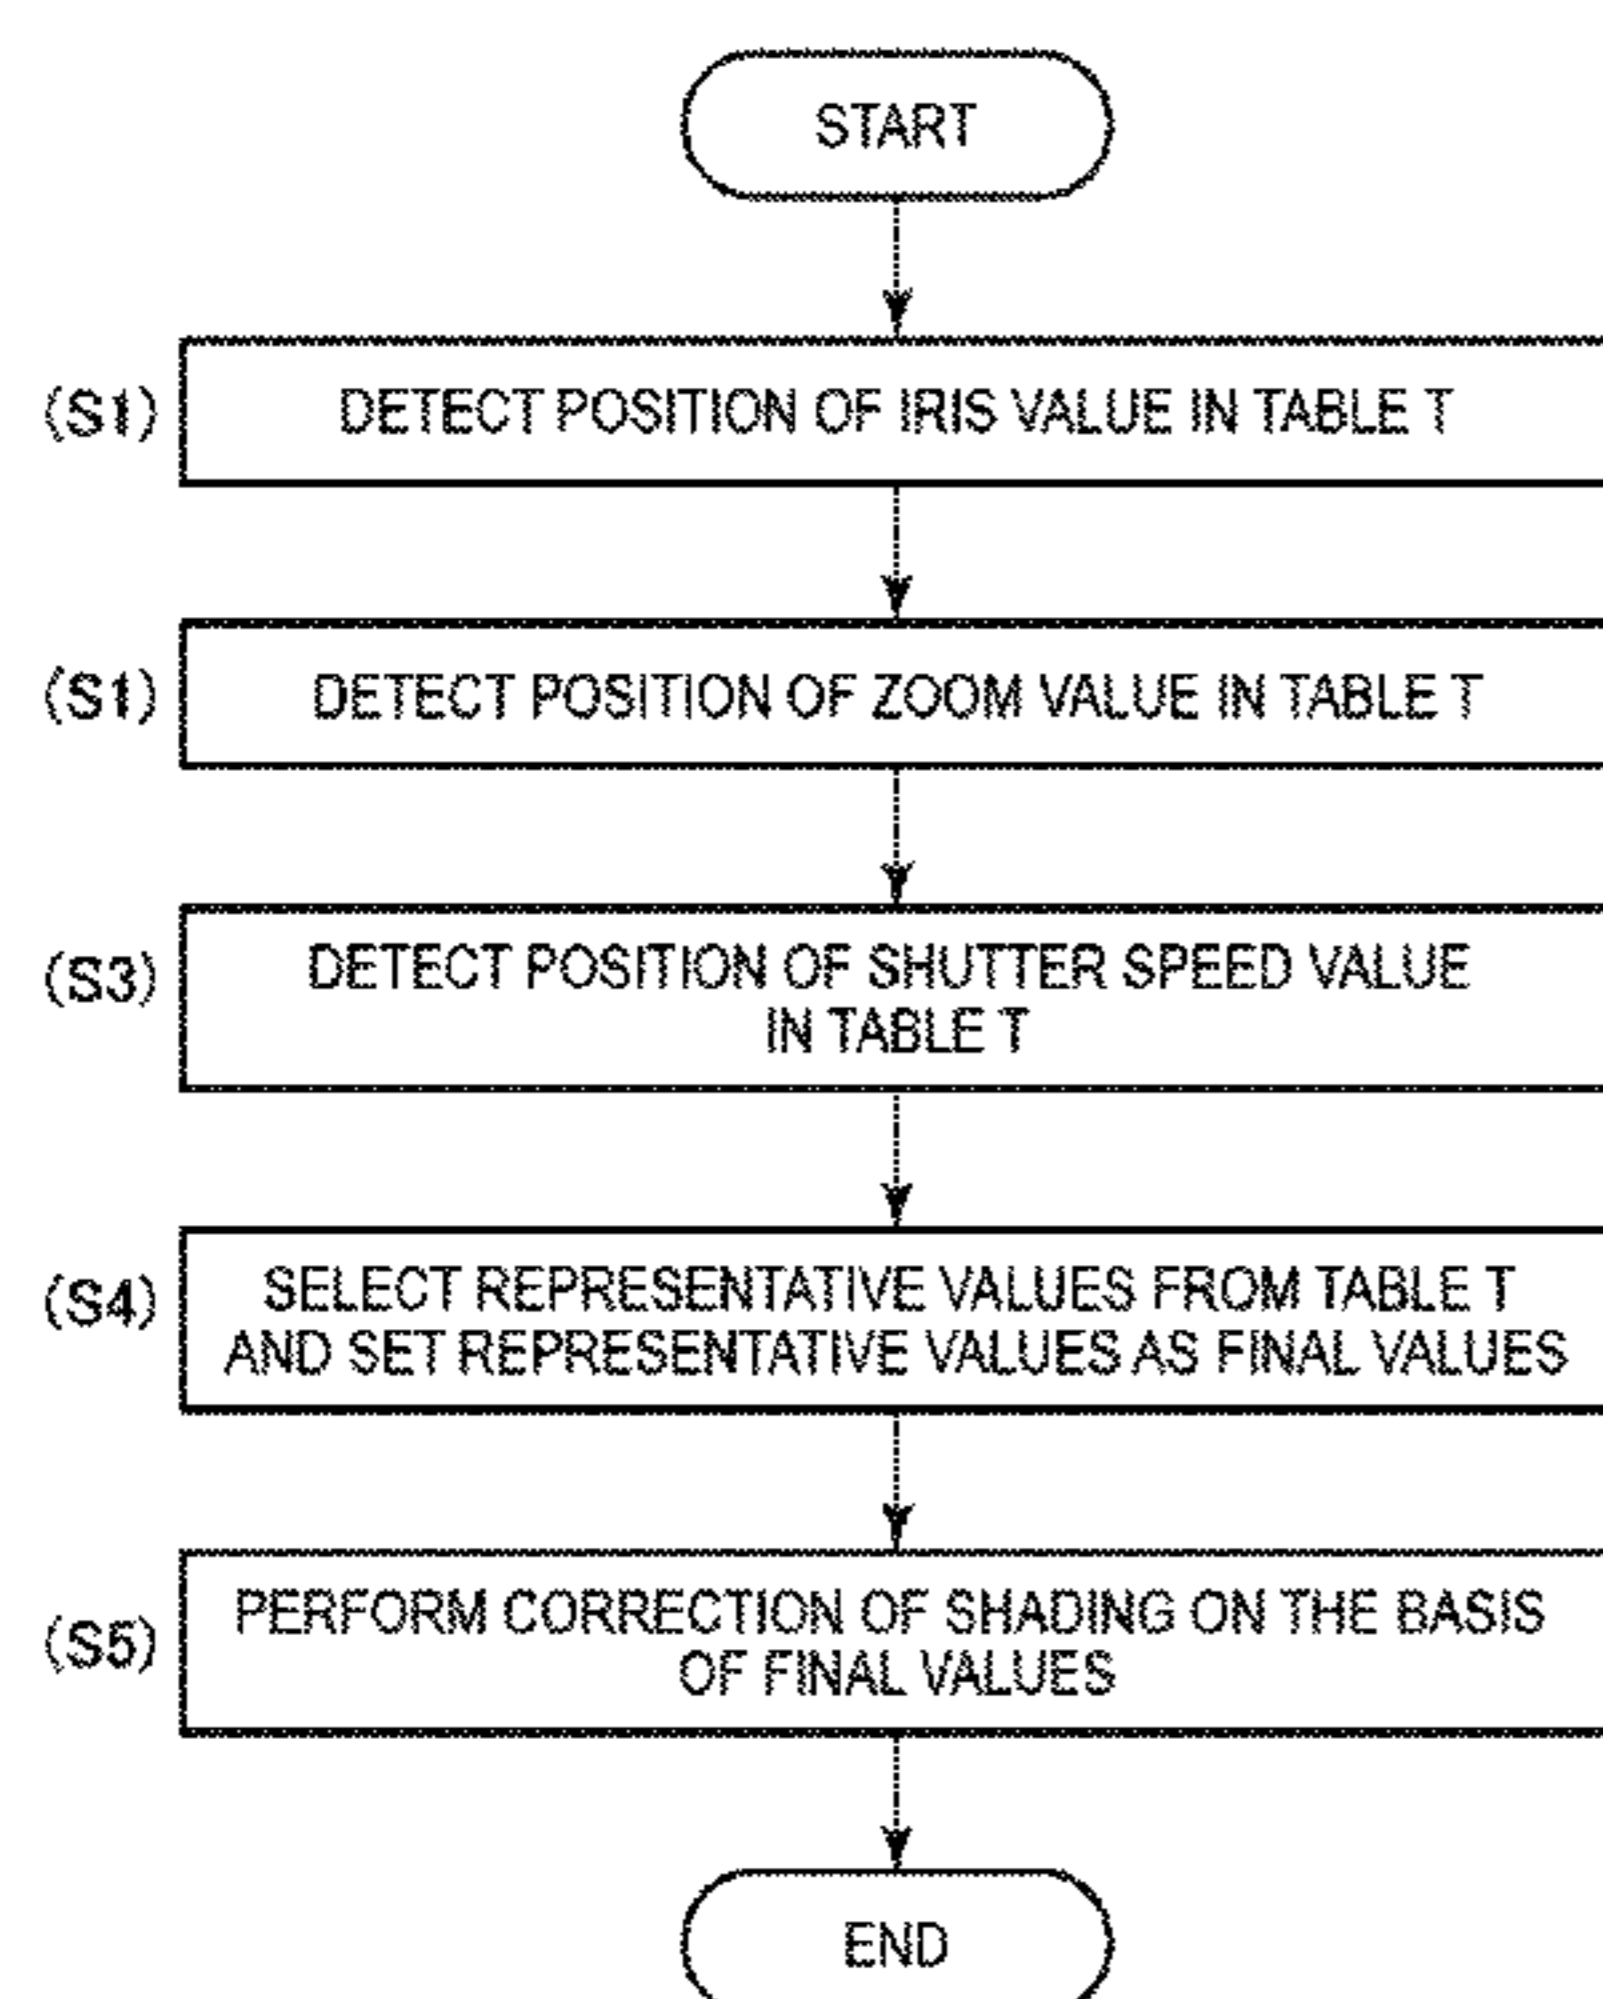 START
(S1) DETECT POSITION OF IRIS VALUE IN TABLE T
(S1) DETECT POSITION OF ZOOM VALUE IN TABLE T
(S3) DETECT POSITION OF SHUTTER SPEED VALUE
IN TABLE T
(S4) SELECT REPRESENTATIVE VALUES FROM TABLE T
AND SET REPRESENTATIVE VALUES AS FINAL VALUES
(S5) PERFORM CORRECTION OF SHADING ON THE BASIS
OF FINAL VALUES
END